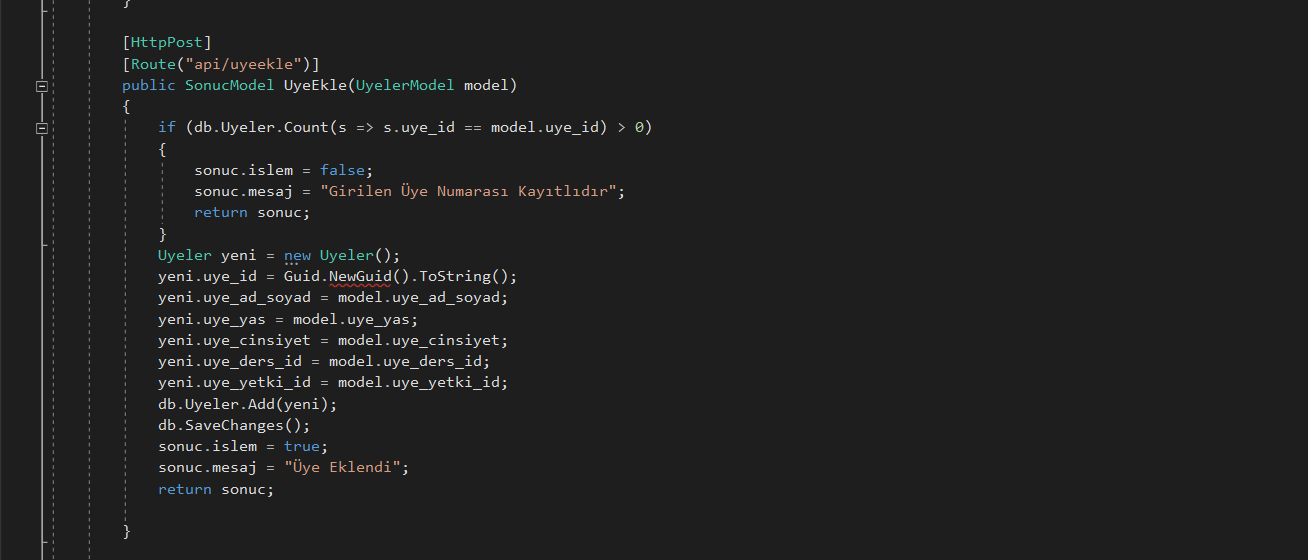 }
[HttpPost]
[Route("api/uyeekle")]
public SonucModel UyeEkle(UyelerModel model)
{
if (db.Uyeler.Count(s => s.uye_id == model.uye_id) > 0)
{
sonuc.islem = false;
sonuc.mesaj = "Girilen Üye Numarası Kayıtlıdır";
return sonuc;
}
Uyeler yeni = new Uyeler();
yeni.uye_id = Guid.NewGuid().ToString();
yeni.uye_ad_soyad = model.uye_ad_soyad;
yeni.uye_yas = model.uye_yas;
yeni.uye_cinsiyet = model.uye_cinsiyet;
yeni.uye_ders_id = model.uye_ders_id;
yeni.uye_yetki_id = model.uye_yetki_id;
db.Uyeler.Add(yeni);
db.SaveChanges();
sonuc.islem = true;
sonuc.mesaj = "Üye Eklendi";
return sonuc;
}